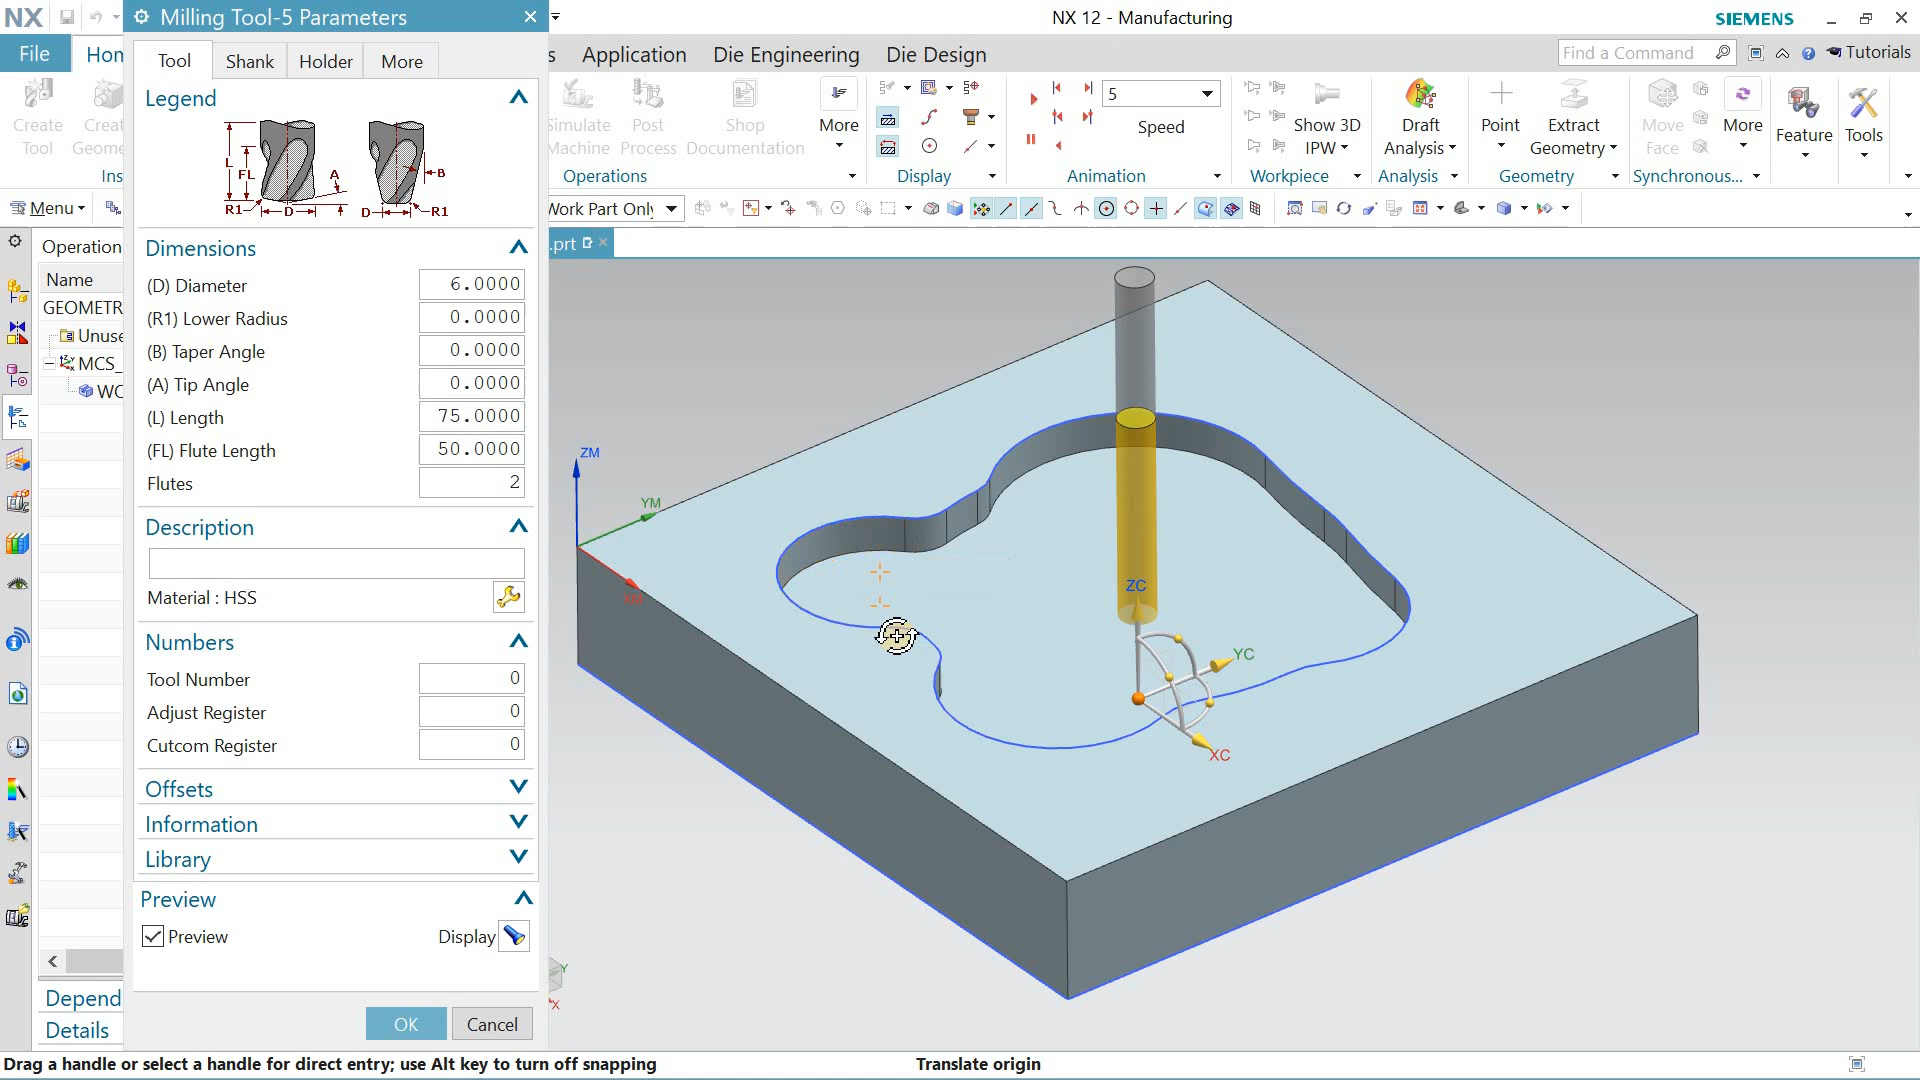 NX
Milling Tool-5 Parameters
NX 12 - Manufacturing
SIEMENS
File
Hom
Tool
Shank
Holder
More
s
Application
Die Engineering
Die Design
Find a Command
Tutorials
Legend
Create
Tool
Creat
Geome
Ins
L
FL
A
B
R1
D
D
R1
Simulate
Machine
Post
Process
Shop
Documentation
More
Operations
Display
5
Speed
Animation
Show 3D
IPW
Workpiece
Draft
Analysis
Analysis
Point
Extract
Geometry
Geometry
Move
Face
More
Synchronous...
Feature
Tools
Menu
Work Part Only
Operation
Name
GEOMETR
Unuse
MCS_
WC
.prt
Dimensions
(D) Diameter 6.0000
(R1) Lower Radius 0.0000
(B) Taper Angle 0.0000
(A) Tip Angle 0.0000
(L) Length 75.0000
(FL) Flute Length 50.0000
Flutes 2
Description
Material : HSS
Numbers
Tool Number 0
Adjust Register 0
Cutcom Register 0
Offsets
Information
Library
Preview
Preview
Display
OK
Cancel
Depend
Details
ZM
YM
XM
ZC
YC
XC
Y
X
Drag a handle or select a handle for direct entry; use Alt key to turn off snapping
Translate origin